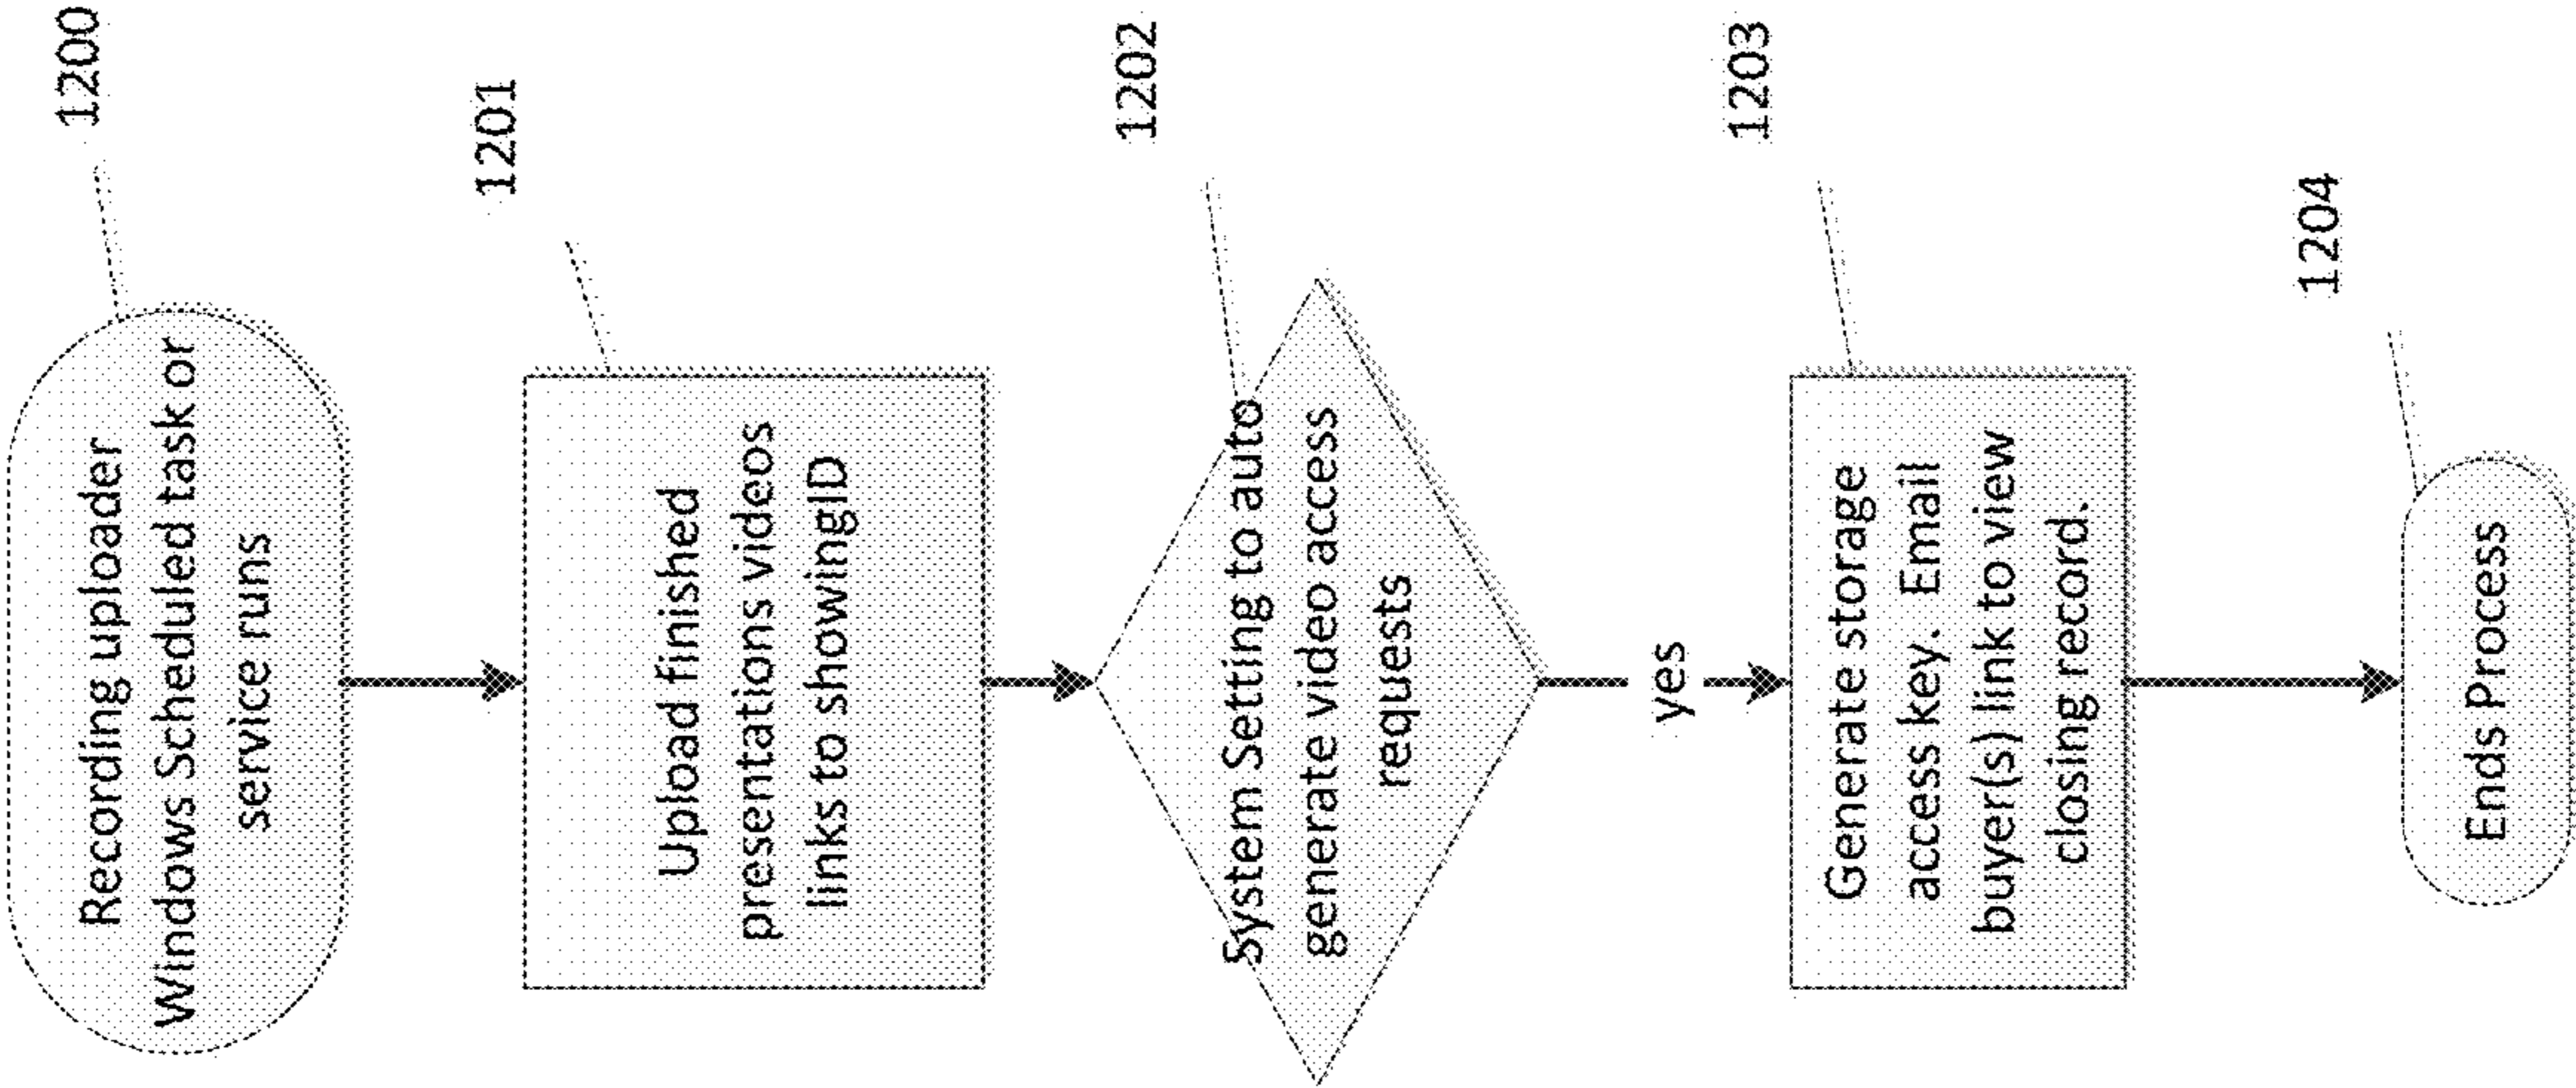 Recording uploader
Windows Scheduled task or
service runs
1200
Upload finished
presentations videos
links to showingID
1201
System Setting to auto
generate video access
requests
1202
yes
Generate storage
access key. Email
buyer(s) link to view
closing record.
1203
Ends Process
1204